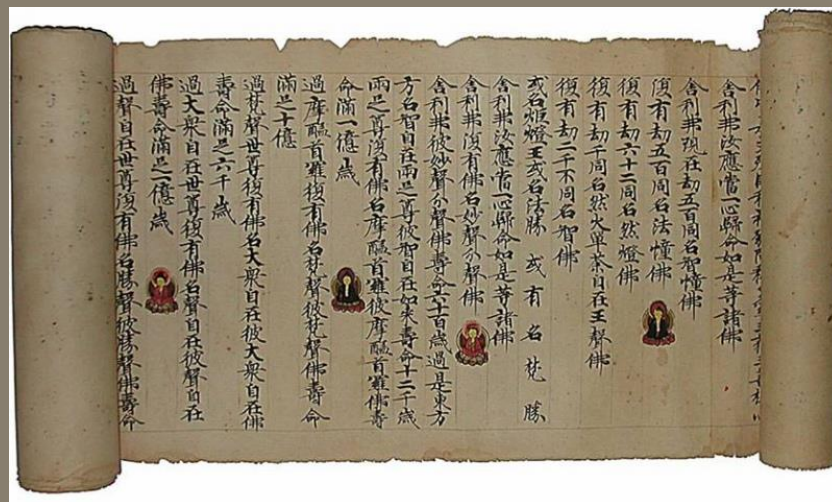 舍利弗汝應當一心歸命如是等諸佛
舍利弗現在劫五百同名智幢佛
復有劫五百同名法幢佛
復有劫六十二同名然燈佛
復有劫千同名然火單荼自在王聲佛
復有劫二千不同名智佛
或名炬燈王或名法勝 或有名梵勝
舍利弗汝應當一心歸命如是等諸佛
舍利弗復有佛名妙聲分聲佛
舍利弗彼妙聲分聲佛壽命六十百歲過是東方
方名智自在兩足尊彼智自在如来壽命十二千歲
兩足尊復有佛名摩醯首羅彼摩醯首羅佛壽
命滿一億歲
過摩醯首羅復有佛名梵聲彼梵聲佛壽命
滿足十億
過梵聲世尊復有佛名大衆自在彼大衆自在佛
壽命滿足六千歲
過大衆自在世尊復有佛名聲自在彼聲自在
佛壽命滿足一億歲
過聲自在世尊復有佛名勝聲彼勝聲佛壽命